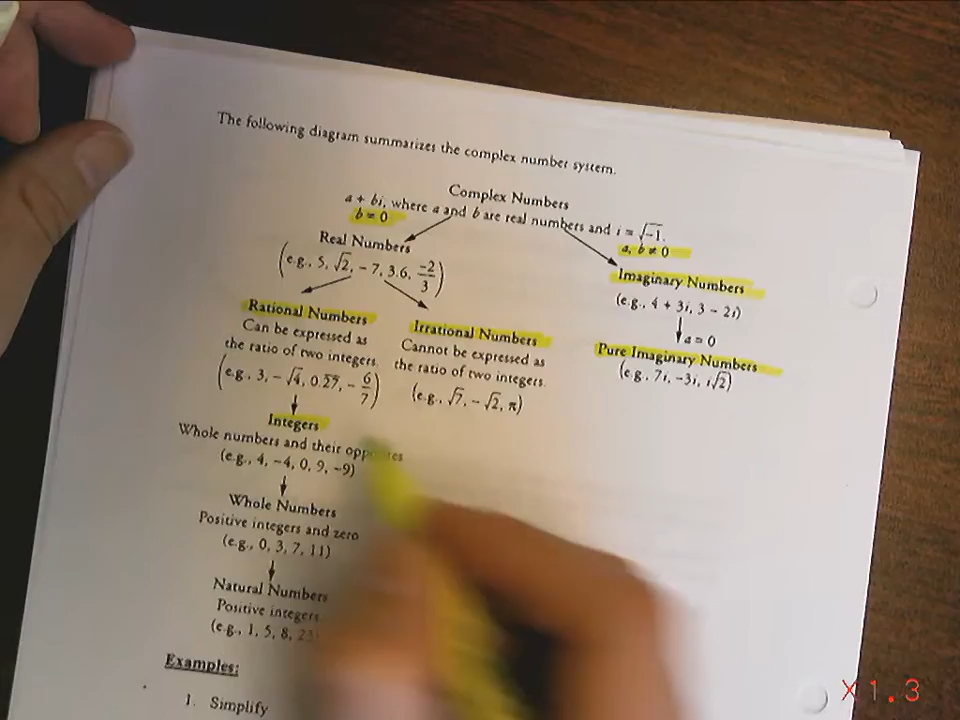 The following diagram summarizes the complex number system.
Complex Numbers
a + bi, where a and b are real numbers and i = √-1.
b = 0
a, b ≠ 0
Real Numbers
(e.g., 5, √2, -7, 3.6, -2/3)
Imaginary Numbers
(e.g., 4 + 3i, 3 - 2i)
a = 0
Pure Imaginary Numbers
(e.g., 7i, -3i, i√2)
Rational Numbers
Can be expressed as
the ratio of two integers.
(e.g., 3, -√4, 0.2̅7̅, -6/7)
Irrational Numbers
Cannot be expressed as
the ratio of two integers.
(e.g., √7, -√2, π)
Integers
Whole numbers and their opposites
(e.g., 4, -4, 0, 9, -9)
Whole Numbers
Positive integers and zero
(e.g., 0, 3, 7, 11)
Natural Numbers
Positive integers
(e.g., 1, 5, 8, 23)
Examples:
1. Simplify
X1.3